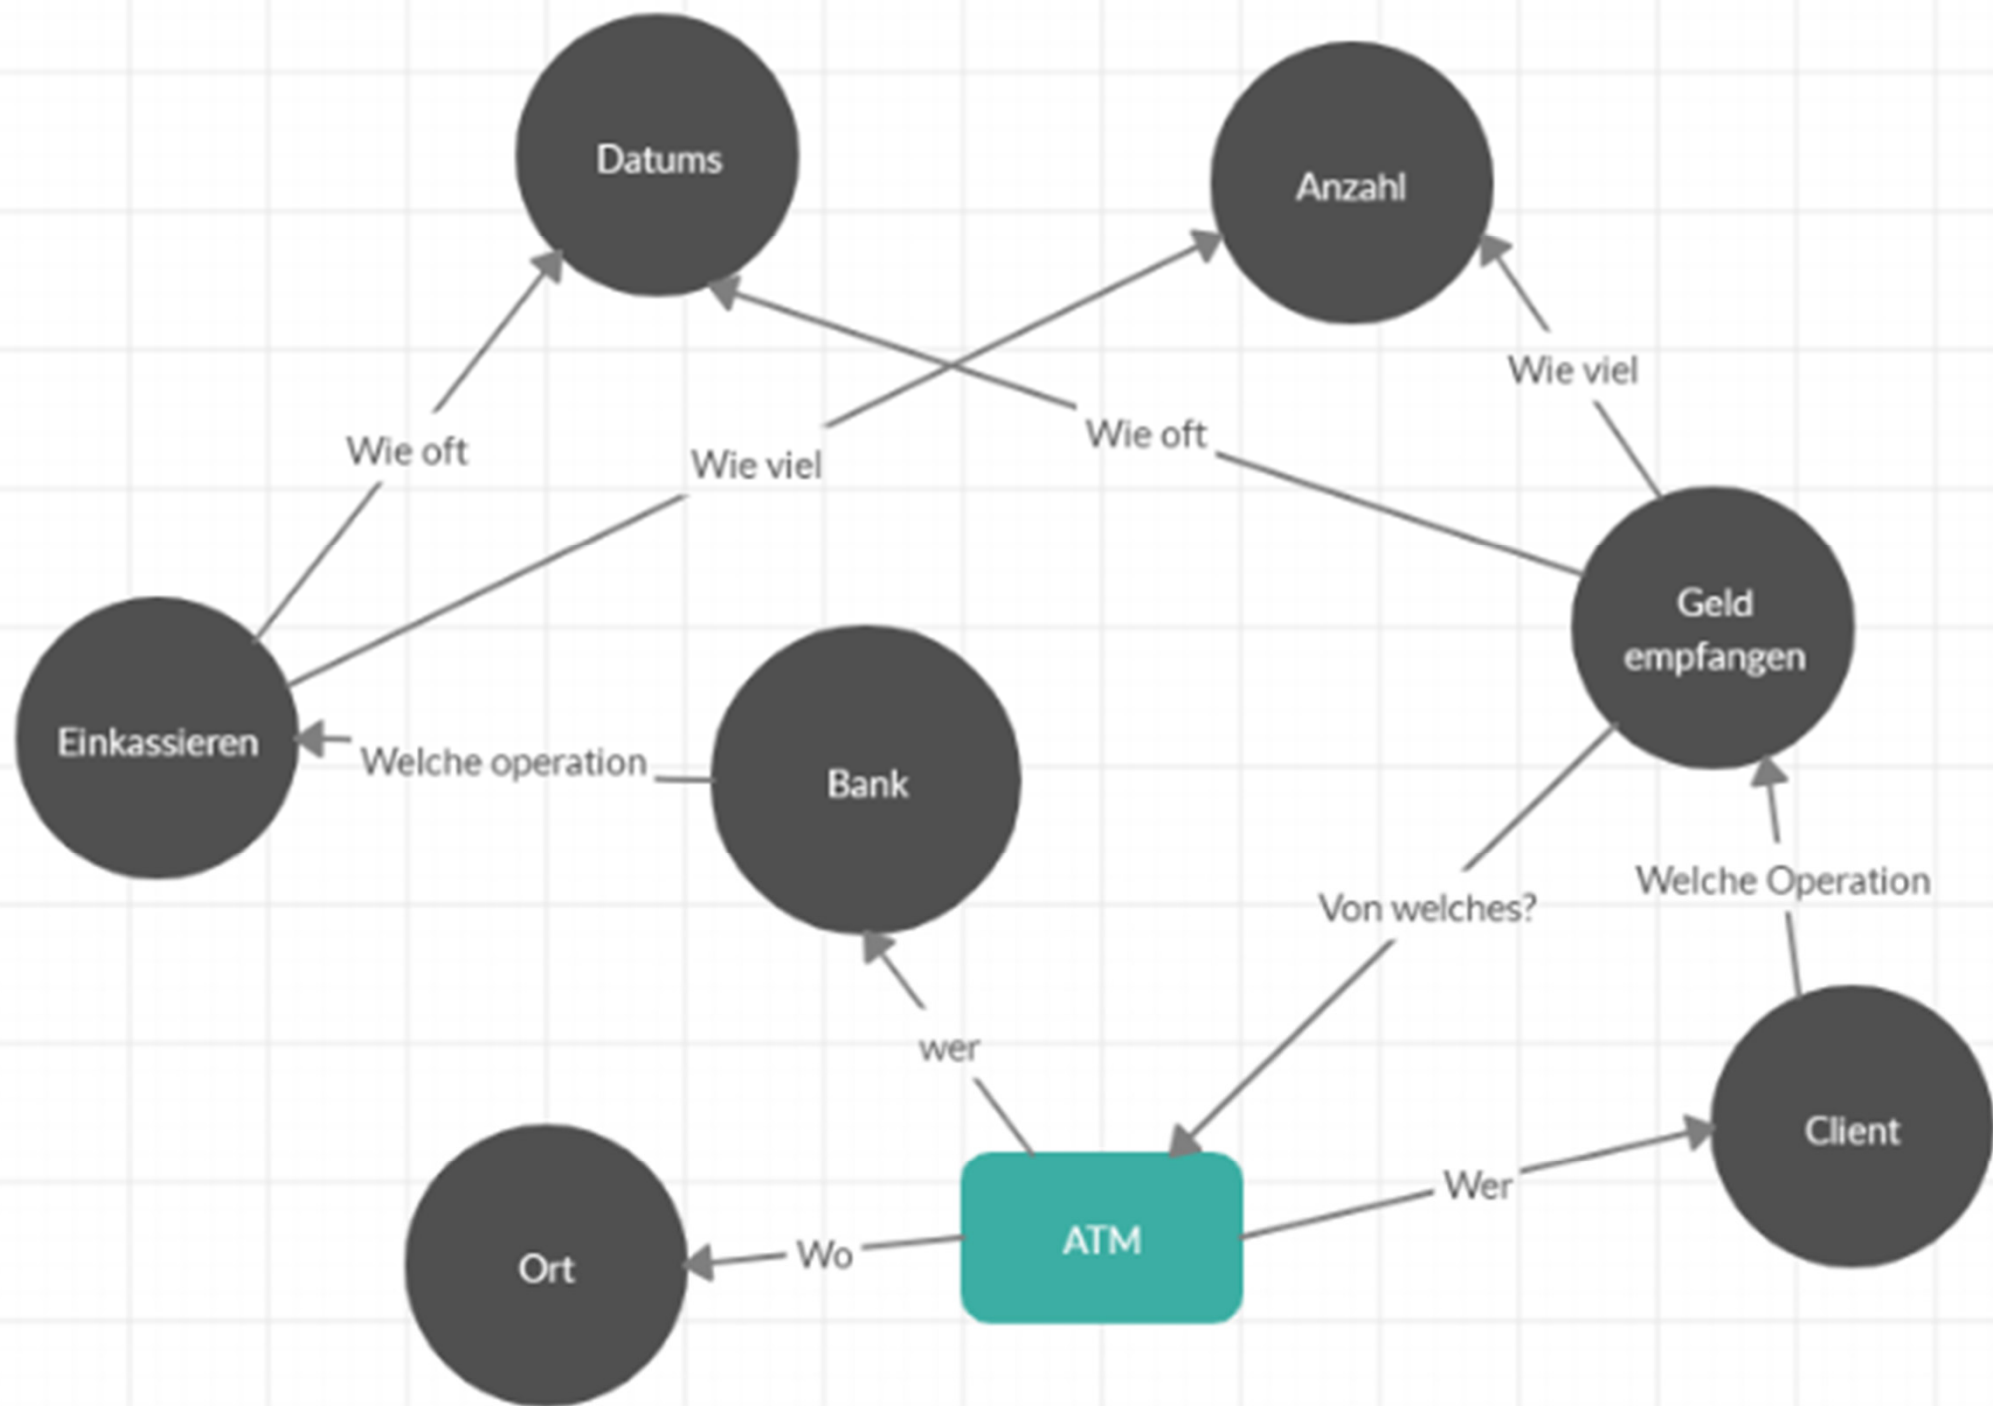 Datums
Anzahl
Wie viel
Wie oft
Wie oft
Wie viel
Geld
empfangen
Einkassieren
Welche operation
Bank
Welche Operation
Von welches?
wer
Client
Wer
ATM
Wo
Ort